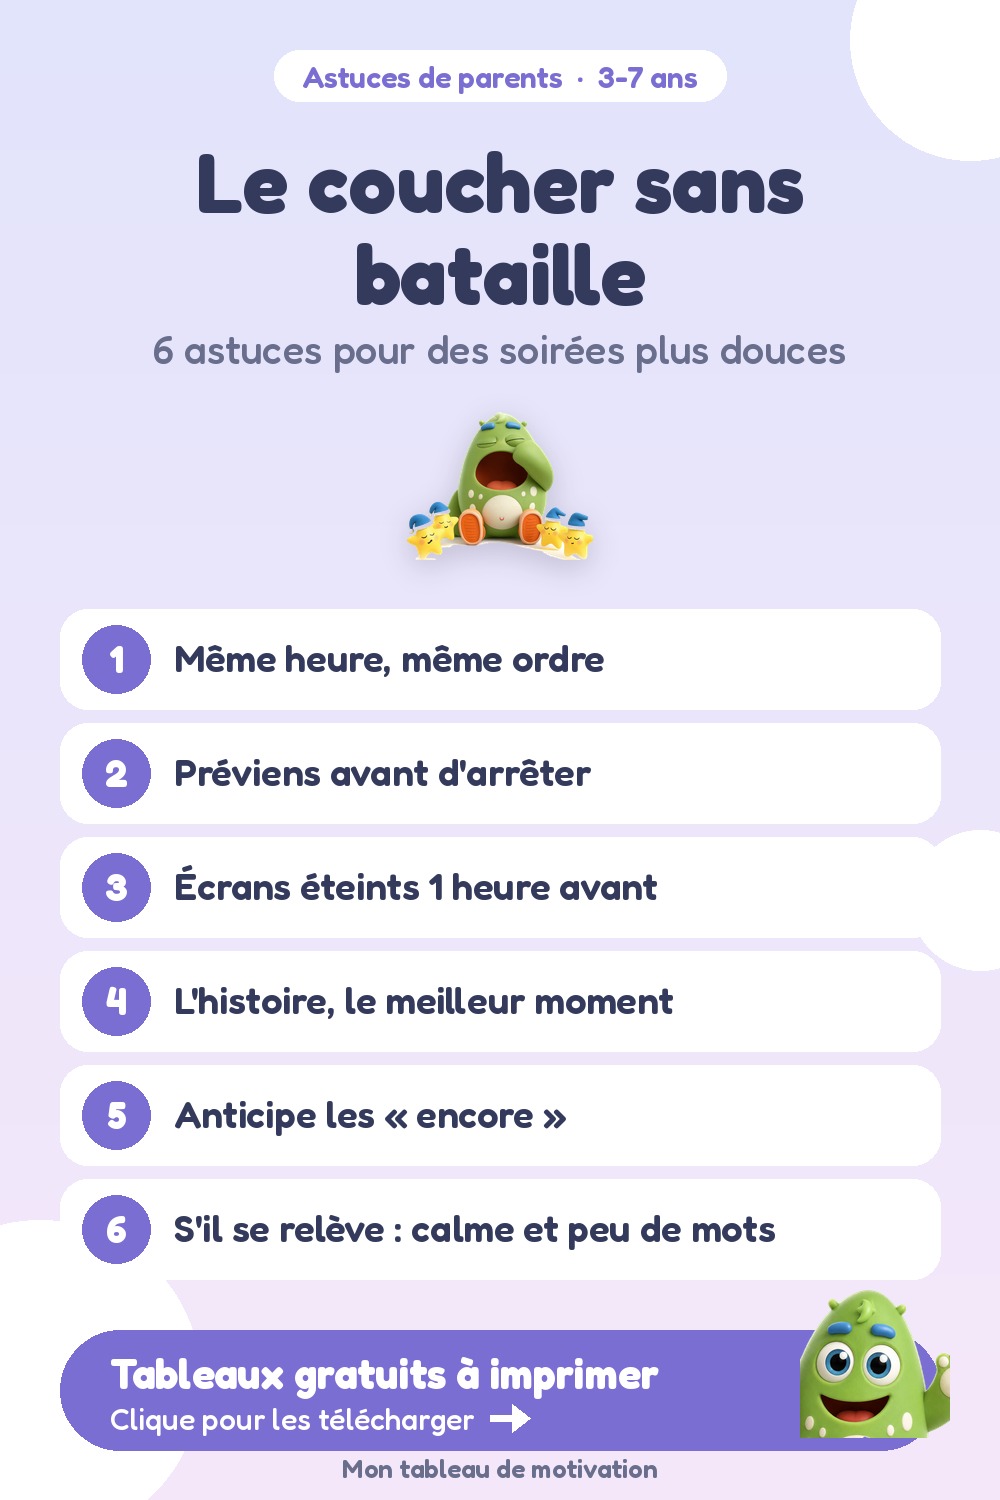 Astuces de parents · 3-7 ans
Le coucher sans
bataille
6 astuces pour des soirées plus douces
1 Même heure, même ordre
2 Préviens avant d'arrêter
3 Écrans éteints 1 heure avant
4 L'histoire, le meilleur moment
5 Anticipe les « encore »
6 S'il se relève : calme et peu de mots
Tableaux gratuits à imprimer
Clique pour les télécharger →
Mon tableau de motivation